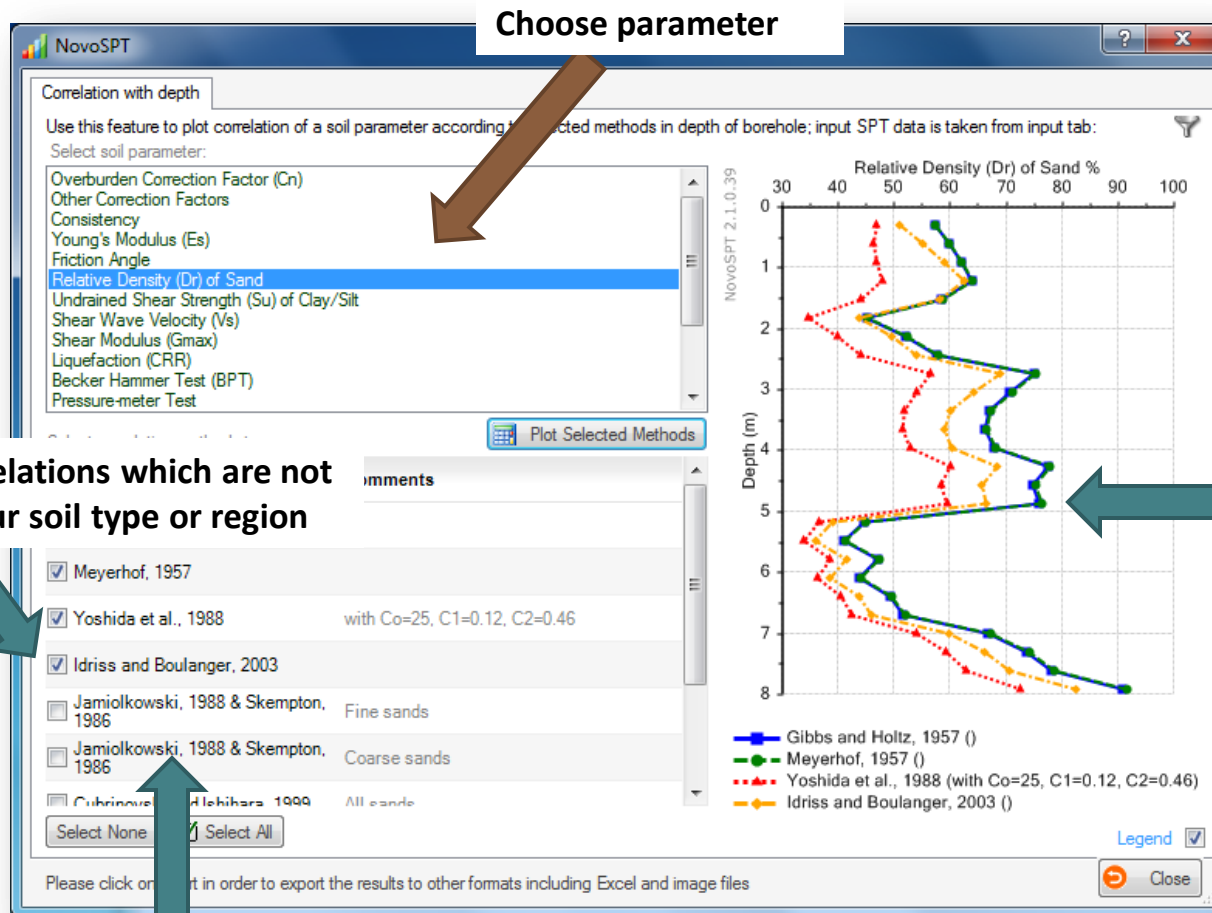 Choose parameter
NovoSPT
?
Correlation with depth
Use this feature to plot correlation of a soil parameter according methods in depth of borehole; input SPT data is taken from input tab:
Select soil parameter:
Overburden Correction Factor (Cn)
Other Correction Factors
Consistency
Young's Modulus (Es)
Friction Angle
Relative Density (Dr) of Sand
Undrained Shear Strength (Su) of Clay/Silt
Shear Wave Velocity (Vs)
Shear Modulus (Gmax)
Liquefaction (CRR)
Becker Hammer Test (BPT)
Pressure-meter Test
Plot Selected Methods
elations which are not
ur soil type or region
omments
Meyerhof, 1957
Yoshida et al., 1988 with Co=25, C1=0.12, C2=0.46
Idriss and Boulanger, 2003
Jamiolkowski, 1988 & Skempton, Fine sands
1986
Jamiolkowski, 1988 & Skempton, Coarse sands
1986
Ishihara, 1999 All sands
Select None Select All
NovoSPT 2.1.0.39
Relative Density (Dr) of Sand %
30 40 50 60 70 80 90 100
0
1
2
3
4
5
6
7
8
Depth (m)
Gibbs and Holtz, 1957 ()
Meyerhof, 1957 ()
Yoshida et al., 1988 (with Co=25, C1=0.12, C2=0.46)
Idriss and Boulanger, 2003 ()
Legend
Please click on rt in order to export the results to other formats including Excel and image files
Close